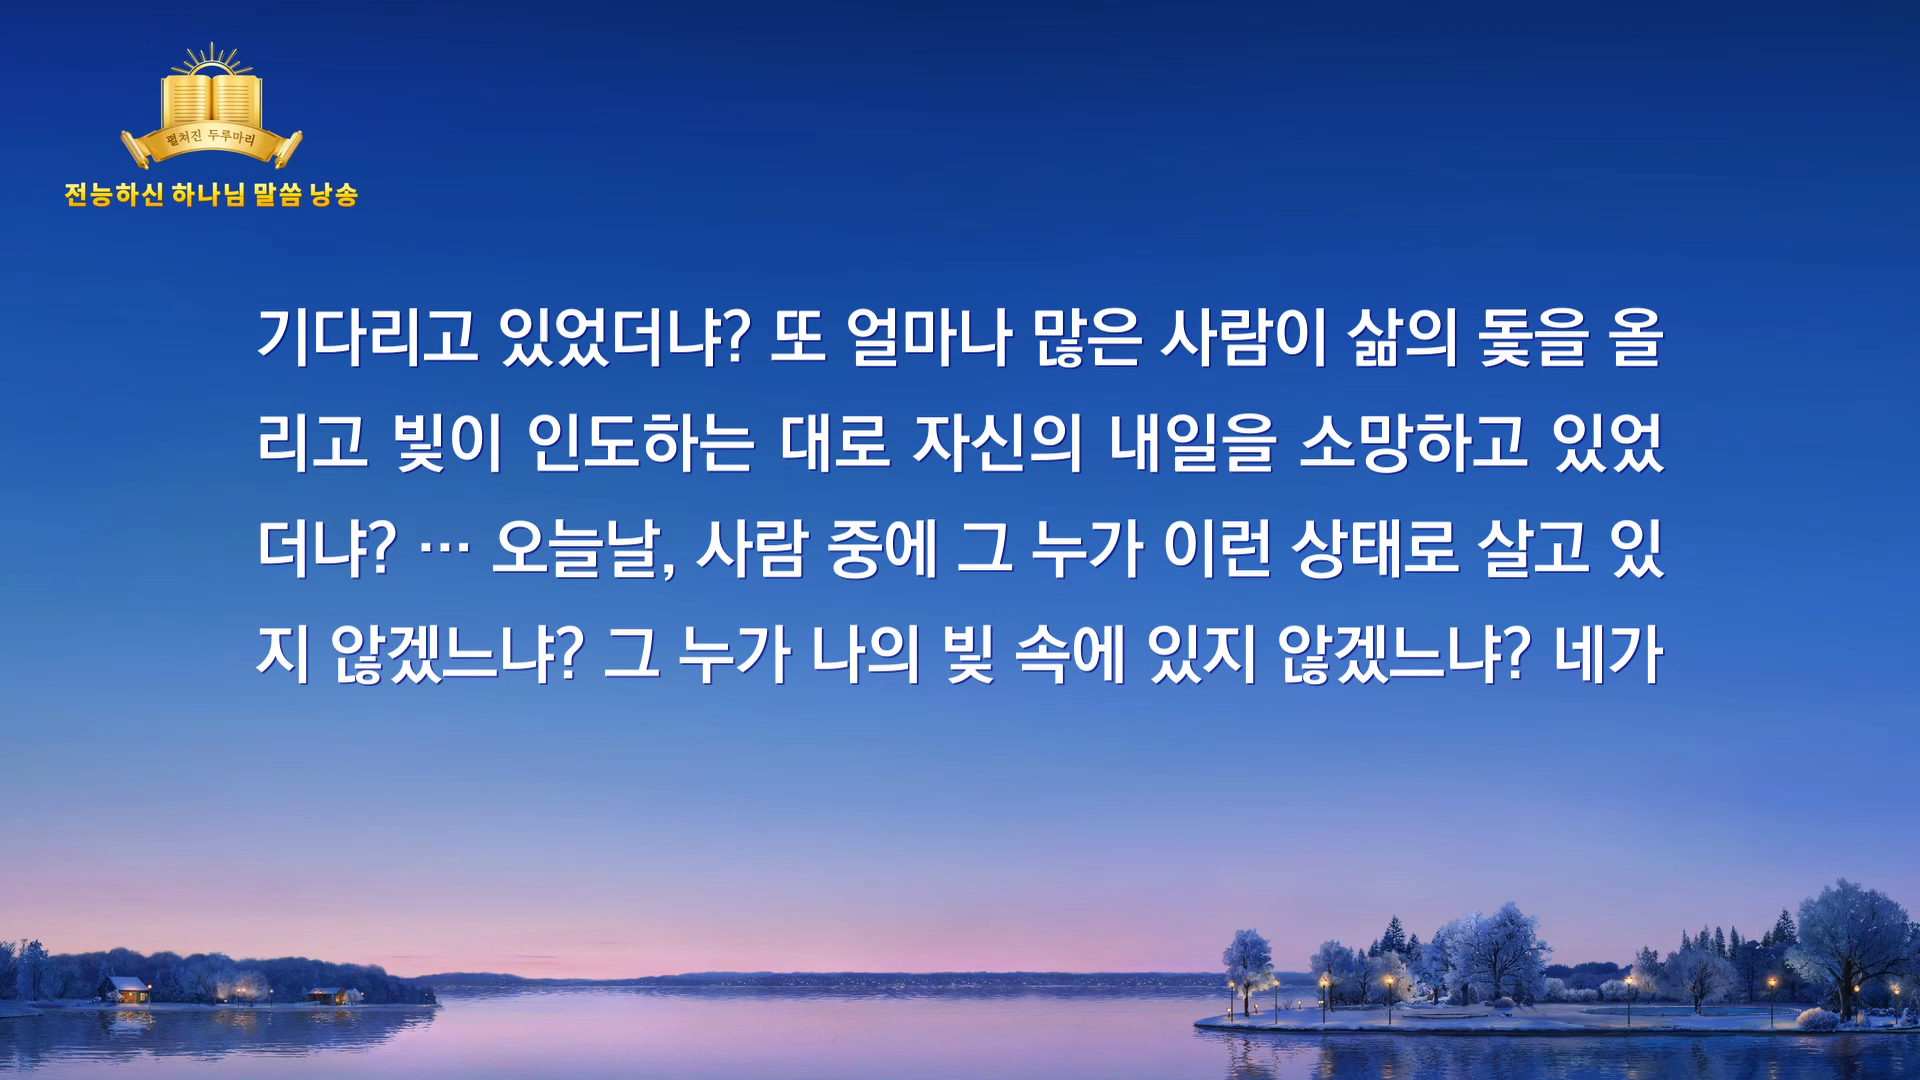 펼쳐진 두루마리
전능하신 하나님 말씀 낭송
기다리고 있었더냐? 또 얼마나 많은 사람이 삶의 돛을 올
리고 빛이 인도하는 대로 자신의 내일을 소망하고 있었
더냐? … 오늘날, 사람 중에 그 누가 이런 상태로 살고 있
지 않겠느냐? 그 누가 나의 빛 속에 있지 않겠느냐? 네가